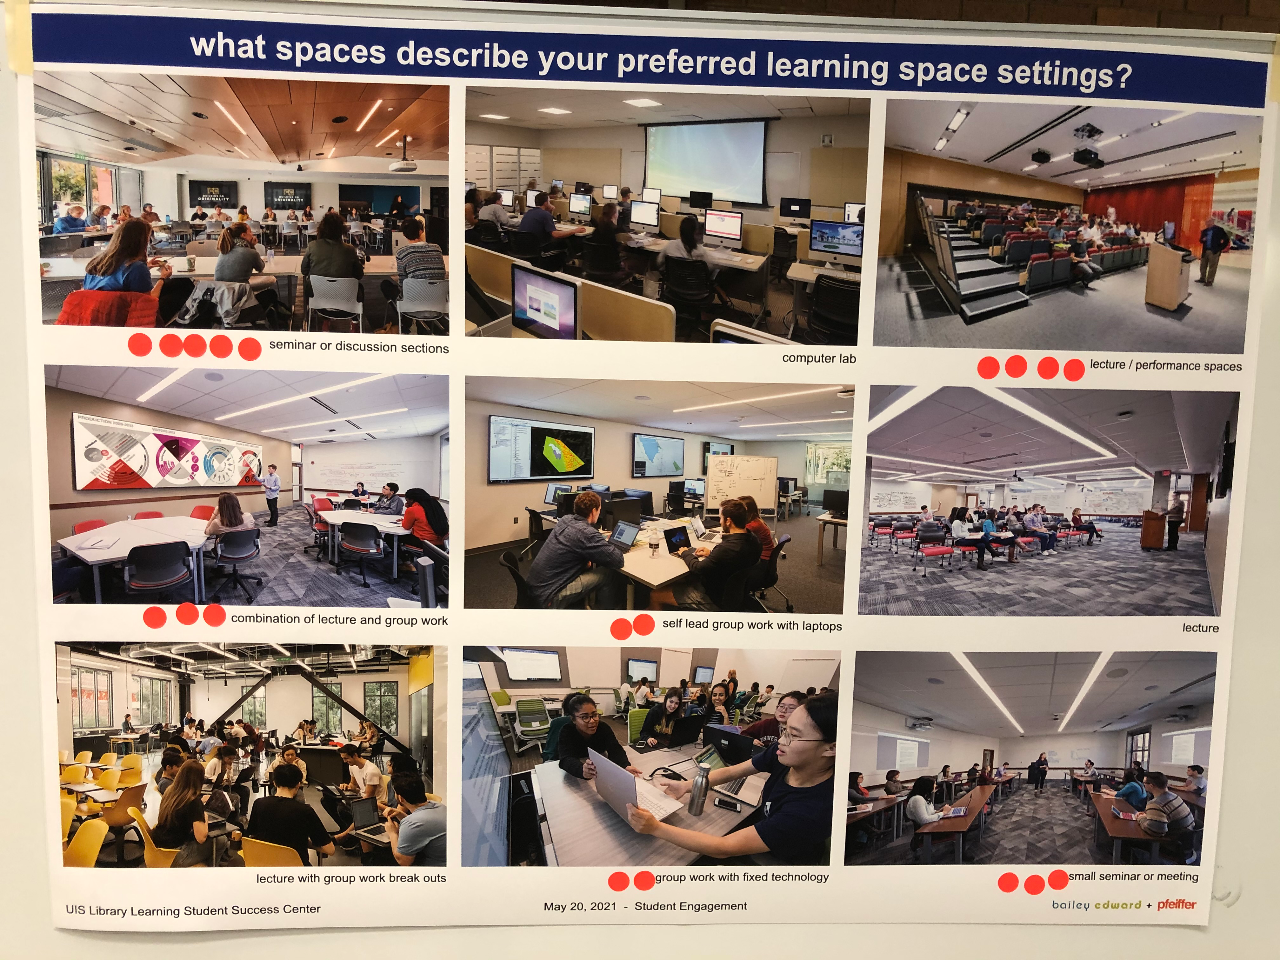 what spaces describe your preferred learning space settings?
seminar or discussion sections
computer lab
lecture / performance spaces
combination of lecture and group work
self lead group work with laptops
lecture
lecture with group work break outs
group work with fixed technology
small seminar or meeting
UIS Library Learning Student Success Center
May 20, 2021 - Student Engagement
bailey edward + pfeiffer